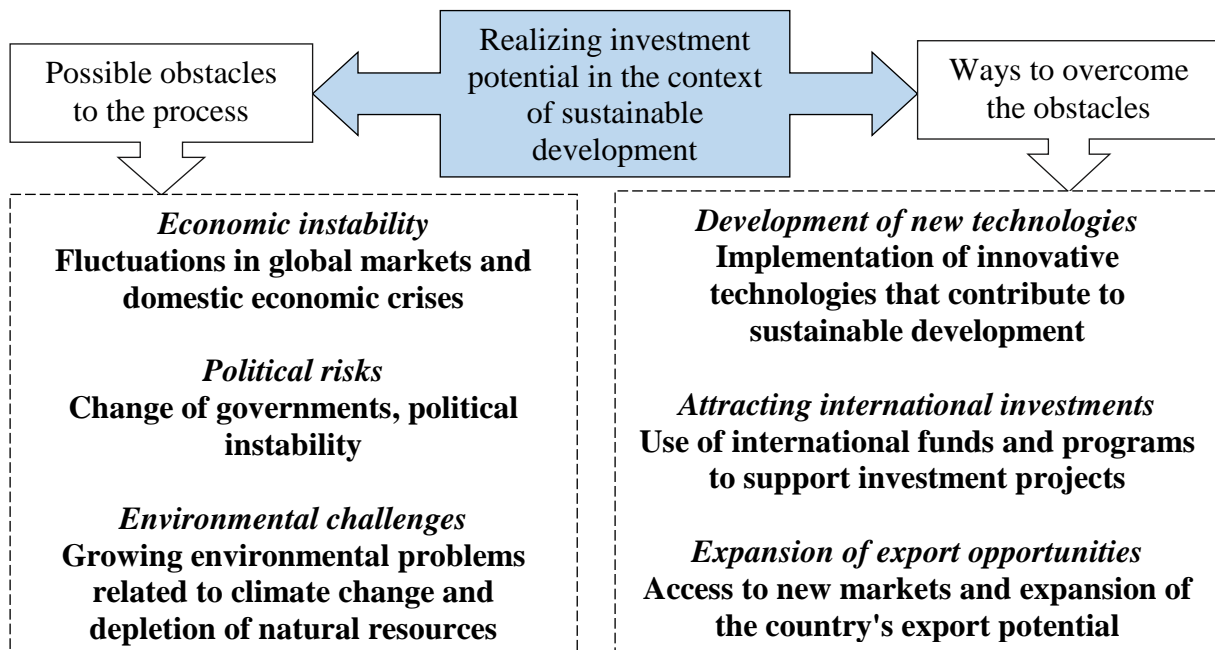 Realizing investment
potential in the context
of sustainable
development
Possible obstacles
to the process
Ways to overcome
the obstacles
Economic instability
Fluctuations in global markets and
domestic economic crises
Political risks
Change of governments, political
instability
Environmental challenges
Growing environmental problems
related to climate change and
depletion of natural resources
Development of new technologies
Implementation of innovative
technologies that contribute to
sustainable development
Attracting international investments
Use of international funds and programs
to support investment projects
Expansion of export opportunities
Access to new markets and expansion of
the country's export potential